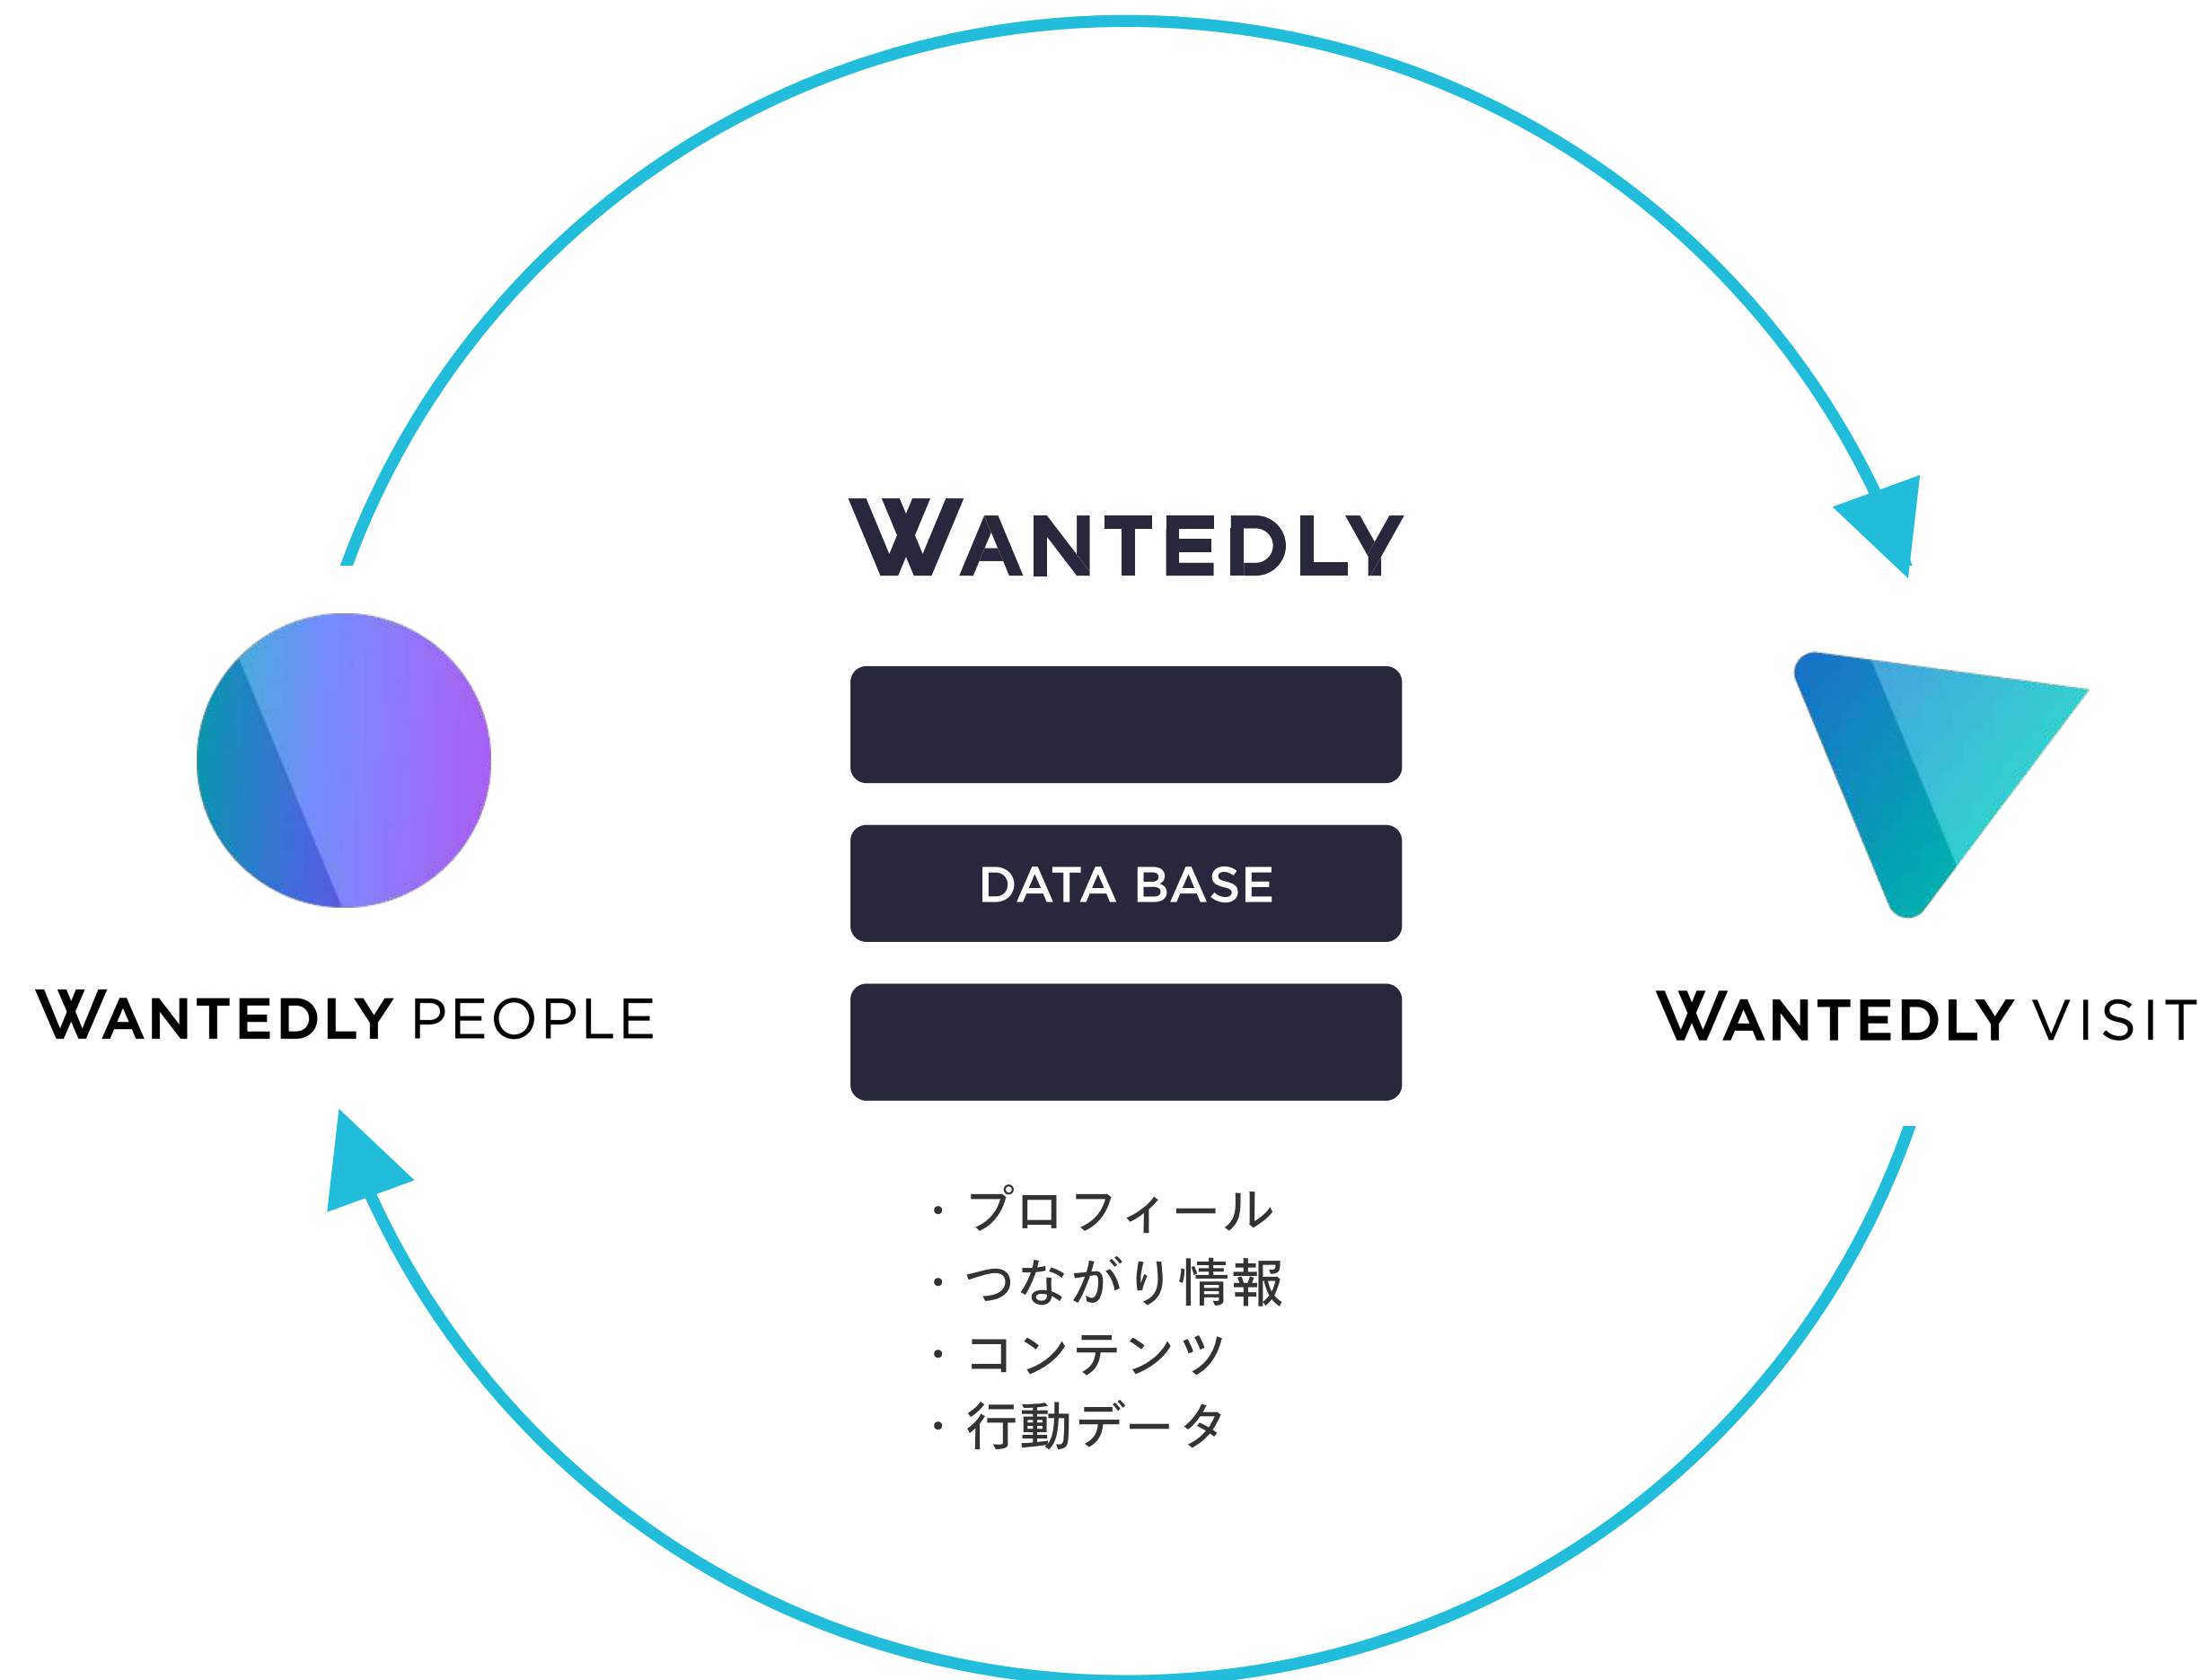 WANTEDLY
DATA BASE
WANTEDLY PEOPLE
WANTEDLY VISIT
・プロフィール
・つながり情報
・コンテンツ
・行動データ